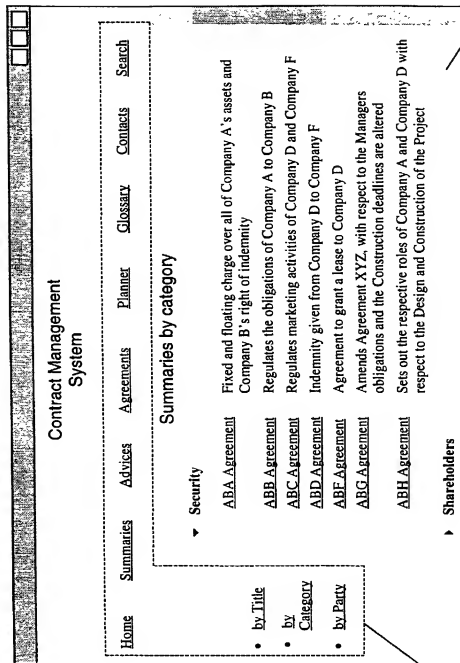 Contract Management
System
Home Summaries Advices Agreements Planner Glossary Contacts Search
Summaries by category
• by Title
• by
Category
• by Party
Security
ABA Agreement Fixed and floating charge over all of Company A's assets and
Company B's right of indemnity
ABB Agreement Regulates the obligations of Company A to Company B
ABC Agreement Regulates marketing activities of Company D and Company F
ABD Agreement Indemnity given from Company D to Company F
ABF Agreement Agreement to grant a lease to Company D
ABG Agreement Amends Agreement XYZ, with respect to the Managers
obligations and the Construction deadlines are altered
ABH Agreement Sets out the respective roles of Company A and Company D with
respect to the Design and Construction of the Project
Shareholders